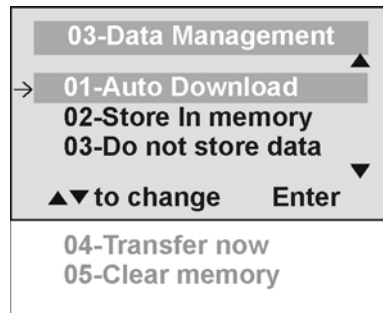 03-Data Management
01-Auto Download
02-Store In memory
03-Do not store data
▲▼to change Enter
04-Transfer now
05-Clear memory